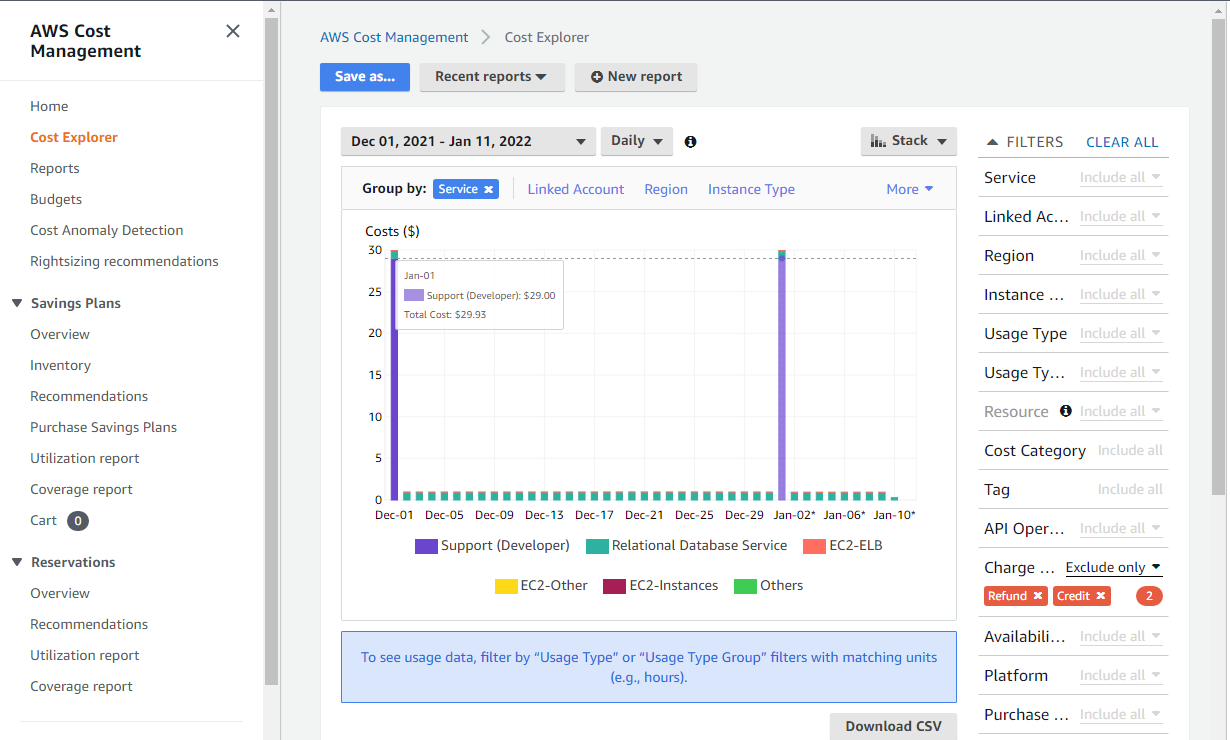 AWS Cost
Management
Home
Cost Explorer
Reports
Budgets
Cost Anomaly Detection
Rightsizing recommendations
Savings Plans
Overview
Inventory
Recommendations
Purchase Savings Plans
Utilization report
Coverage report
Cart 0
Reservations
Overview
Recommendations
Utilization report
Coverage report
AWS Cost Management Cost Explorer
Save as... Recent reports New report
Dec 01, 2021 - Jan 11, 2022 Daily Stack
Group by: Service Linked Account Region Instance Type More
Costs ($)
30
25
20
15
10
5
0
Jan-01
Support (Developer): $29.00
Total Cost: $29.93
Dec-01 Dec-05 Dec-09 Dec-13 Dec-17 Dec-21 Dec-25 Dec-29 Jan-02* Jan-06* Jan-10*
Support (Developer) Relational Database Service EC2-ELB
EC2-Other EC2-Instances Others
To see usage data, filter by “Usage Type” or “Usage Type Group” filters with matching units
(e.g., hours).
Download CSV
FILTERS CLEAR ALL
Service Include all
Linked Ac... Include all
Region Include all
Instance ... Include all
Usage Type Include all
Usage Ty... Include all
Resource Include all
Cost Category Include all
Tag Include all
API Oper... Include all
Charge ... Exclude only
Refund Credit 2
Availabili... Include all
Platform Include all
Purchase ... Include all